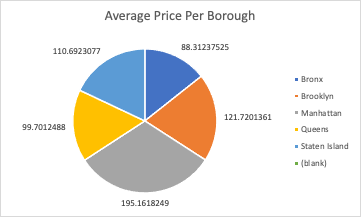 Average Price Per Borough
110.6923077
88.31237525
99.7012488
121.7201361
195.1618249
Bronx
Brooklyn
Manhattan
Queens
Staten Island
(blank)